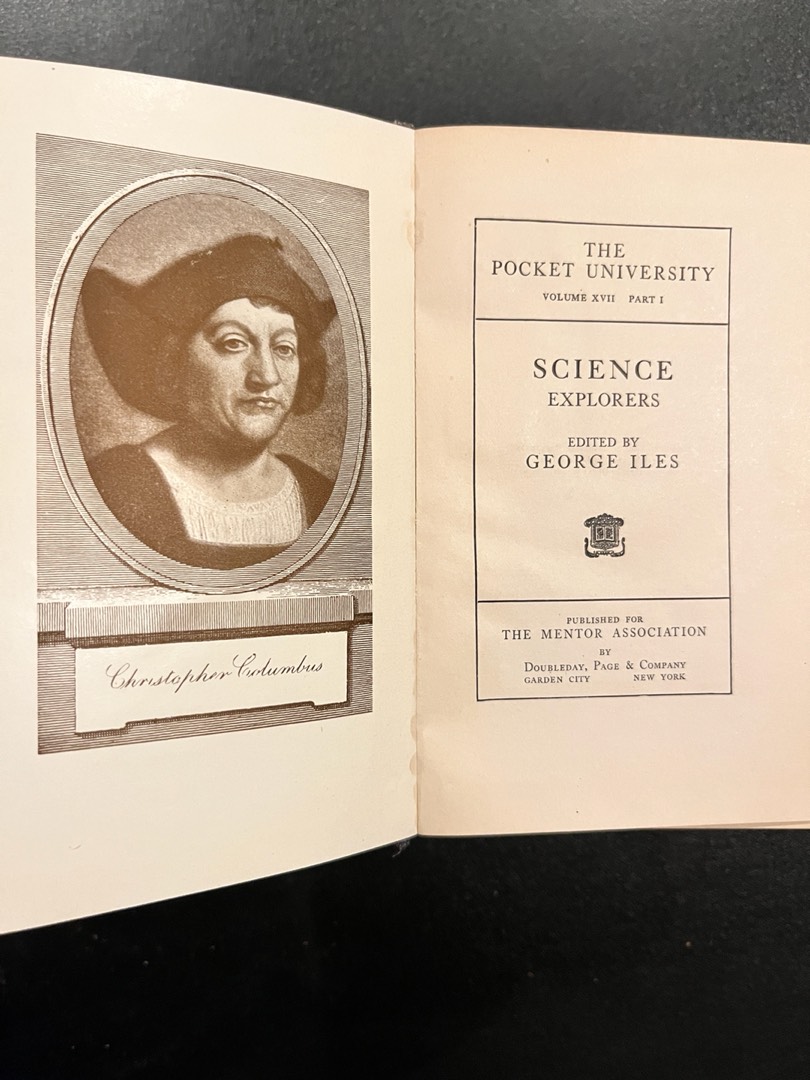 Christopher Columbus
THE
POCKET UNIVERSITY
VOLUME XVII PART I
SCIENCE
EXPLORERS
EDITED BY
GEORGE ILES
PUBLISHED FOR
THE MENTOR ASSOCIATION
BY
DOUBLEDAY, PAGE & COMPANY
GARDEN CITY NEW YORK